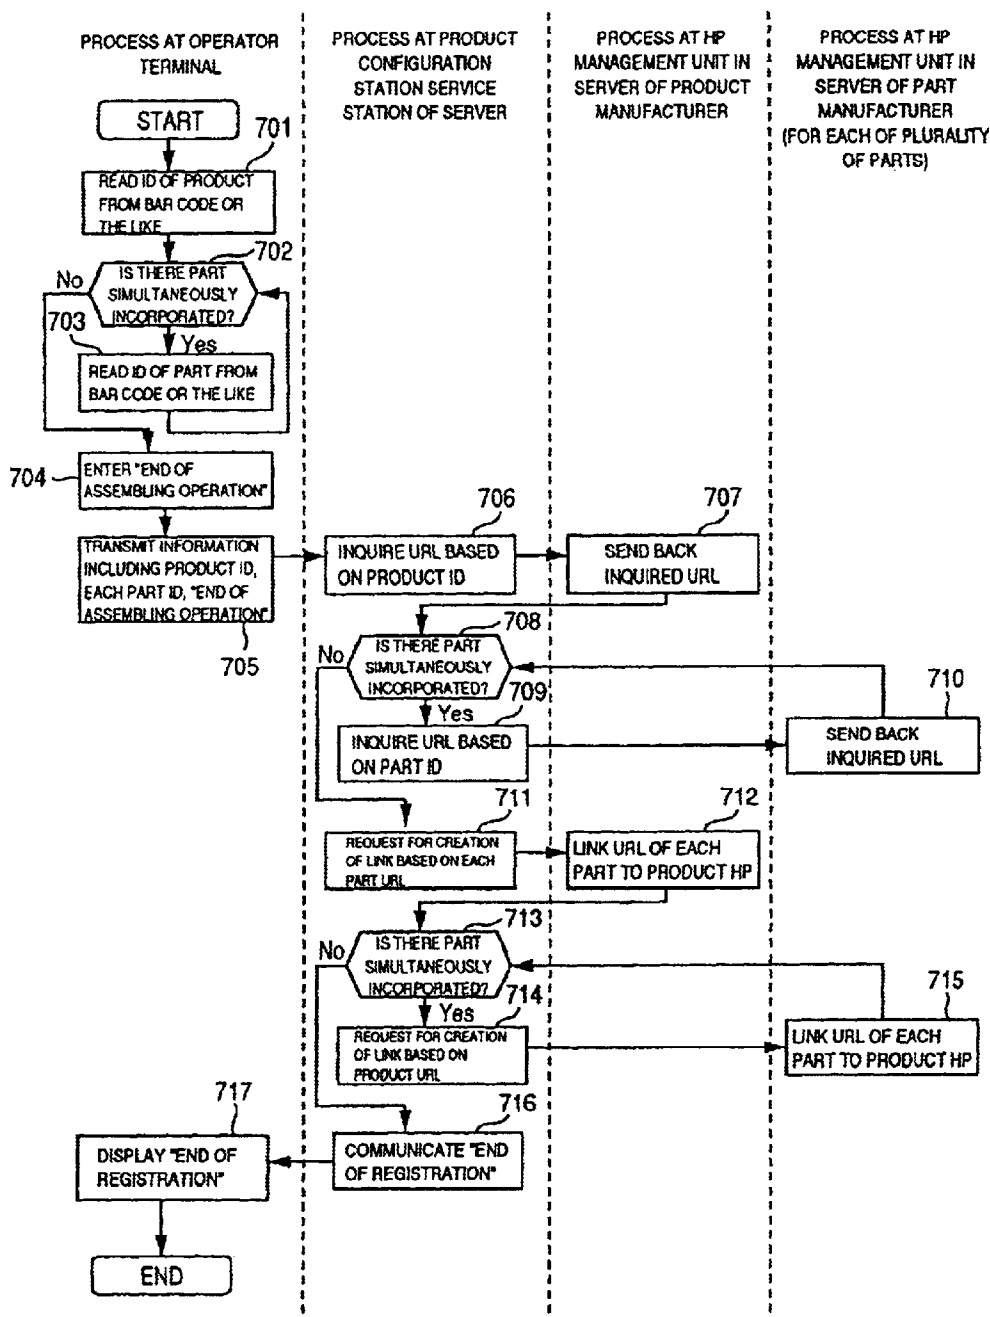 PROCESS AT OPERATOR
TERMINAL
PROCESS AT PRODUCT
CONFIGURATION
STATION SERVICE
STATION OF SERVER
PROCESS AT HP
MANAGEMENT UNIT IN
SERVER OF PRODUCT
MANUFACTURER
PROCESS AT HP
MANAGEMENT UNIT IN
SERVER OF PART
MANUFACTURER
(FOR EACH OF PLURALITY
OF PARTS)
START
701
READ ID OF PRODUCT
FROM BAR CODE OR
THE LIKE
702
No
IS THERE PART
SIMULTANEOUSLY
INCORPORATED?
703
Yes
READ ID OF PART FROM
BAR CODE OR THE LIKE
704
ENTER "END OF
ASSEMBLING OPERATION"
TRANSMIT INFORMATION
INCLUDING PRODUCT ID,
EACH PART ID, "END OF
ASSEMBLING OPERATION"
705
706
INQUIRE URL BASED
ON PRODUCT ID
707
SEND BACK
INQUIRED URL
708
No
IS THERE PART
SIMULTANEOUSLY
INCORPORATED?
709
Yes
INQUIRE URL BASED
ON PART ID
710
SEND BACK
INQUIRED URL
711
REQUEST FOR CREATION
OF LINK BASED ON EACH
PART URL
712
LINK URL OF EACH
PART TO PRODUCT HP
713
No
IS THERE PART
SIMULTANEOUSLY
INCORPORATED?
714
Yes
REQUEST FOR CREATION
OF LINK BASED ON
PRODUCT URL
715
LINK URL OF EACH
PART TO PRODUCT HP
716
COMMUNICATE "END
OF REGISTRATION"
717
DISPLAY "END OF
REGISTRATION"
END